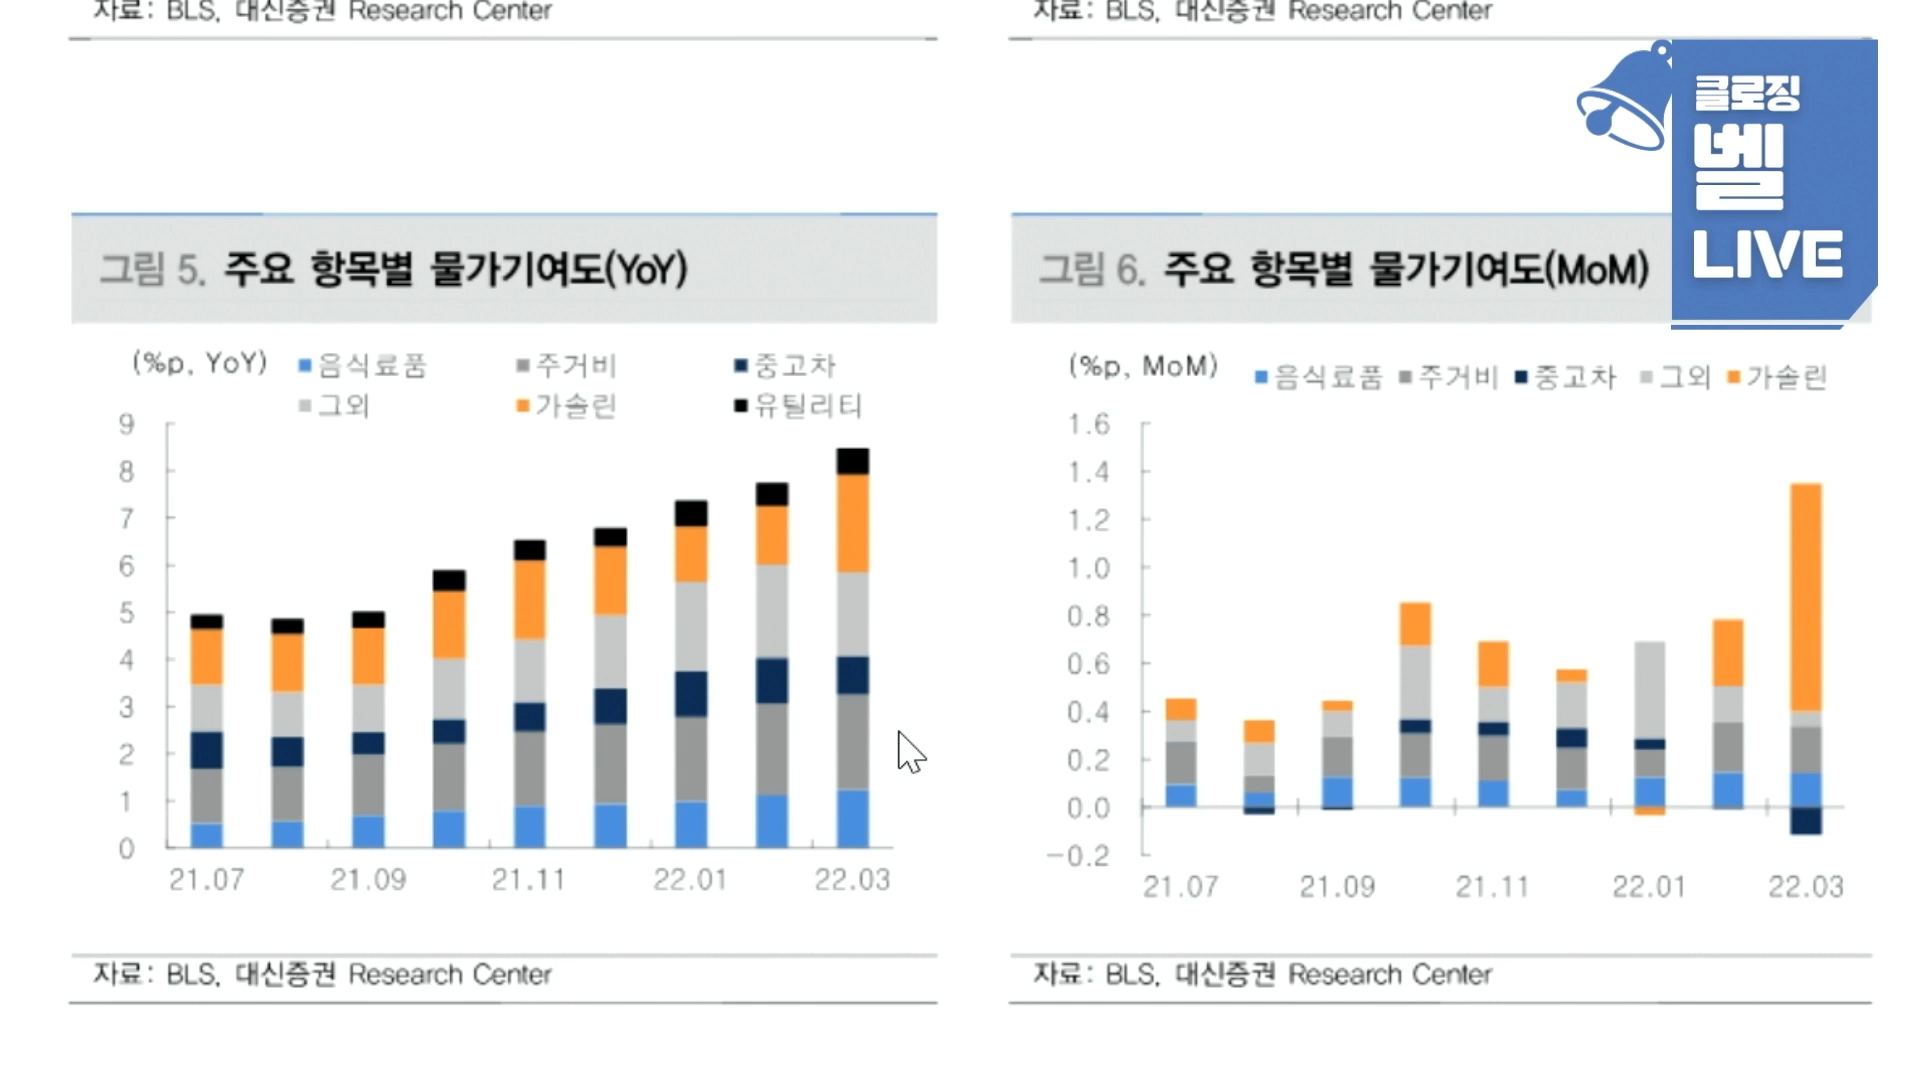 자료: BLS, 대신증권 Research Center
자료: BLS, 대신증권 Research Center
클로징
벨
LIVE
그림 5. 주요 항목별 물가기여도(YoY)
(%p, YoY)
음식료품 주거비 중고차
그외 가솔린 유틸리티
9
8
7
6
5
4
3
2
1
0
21.07 21.09 21.11 22.01 22.03
자료: BLS, 대신증권 Research Center
그림 6. 주요 항목별 물가기여도(MoM)
(%p, MoM)
음식료품 주거비 중고차 그외 가솔린
1.6
1.4
1.2
1.0
0.8
0.6
0.4
0.2
0.0
-0.2
21.07 21.09 21.11 22.01 22.03
자료: BLS, 대신증권 Research Center